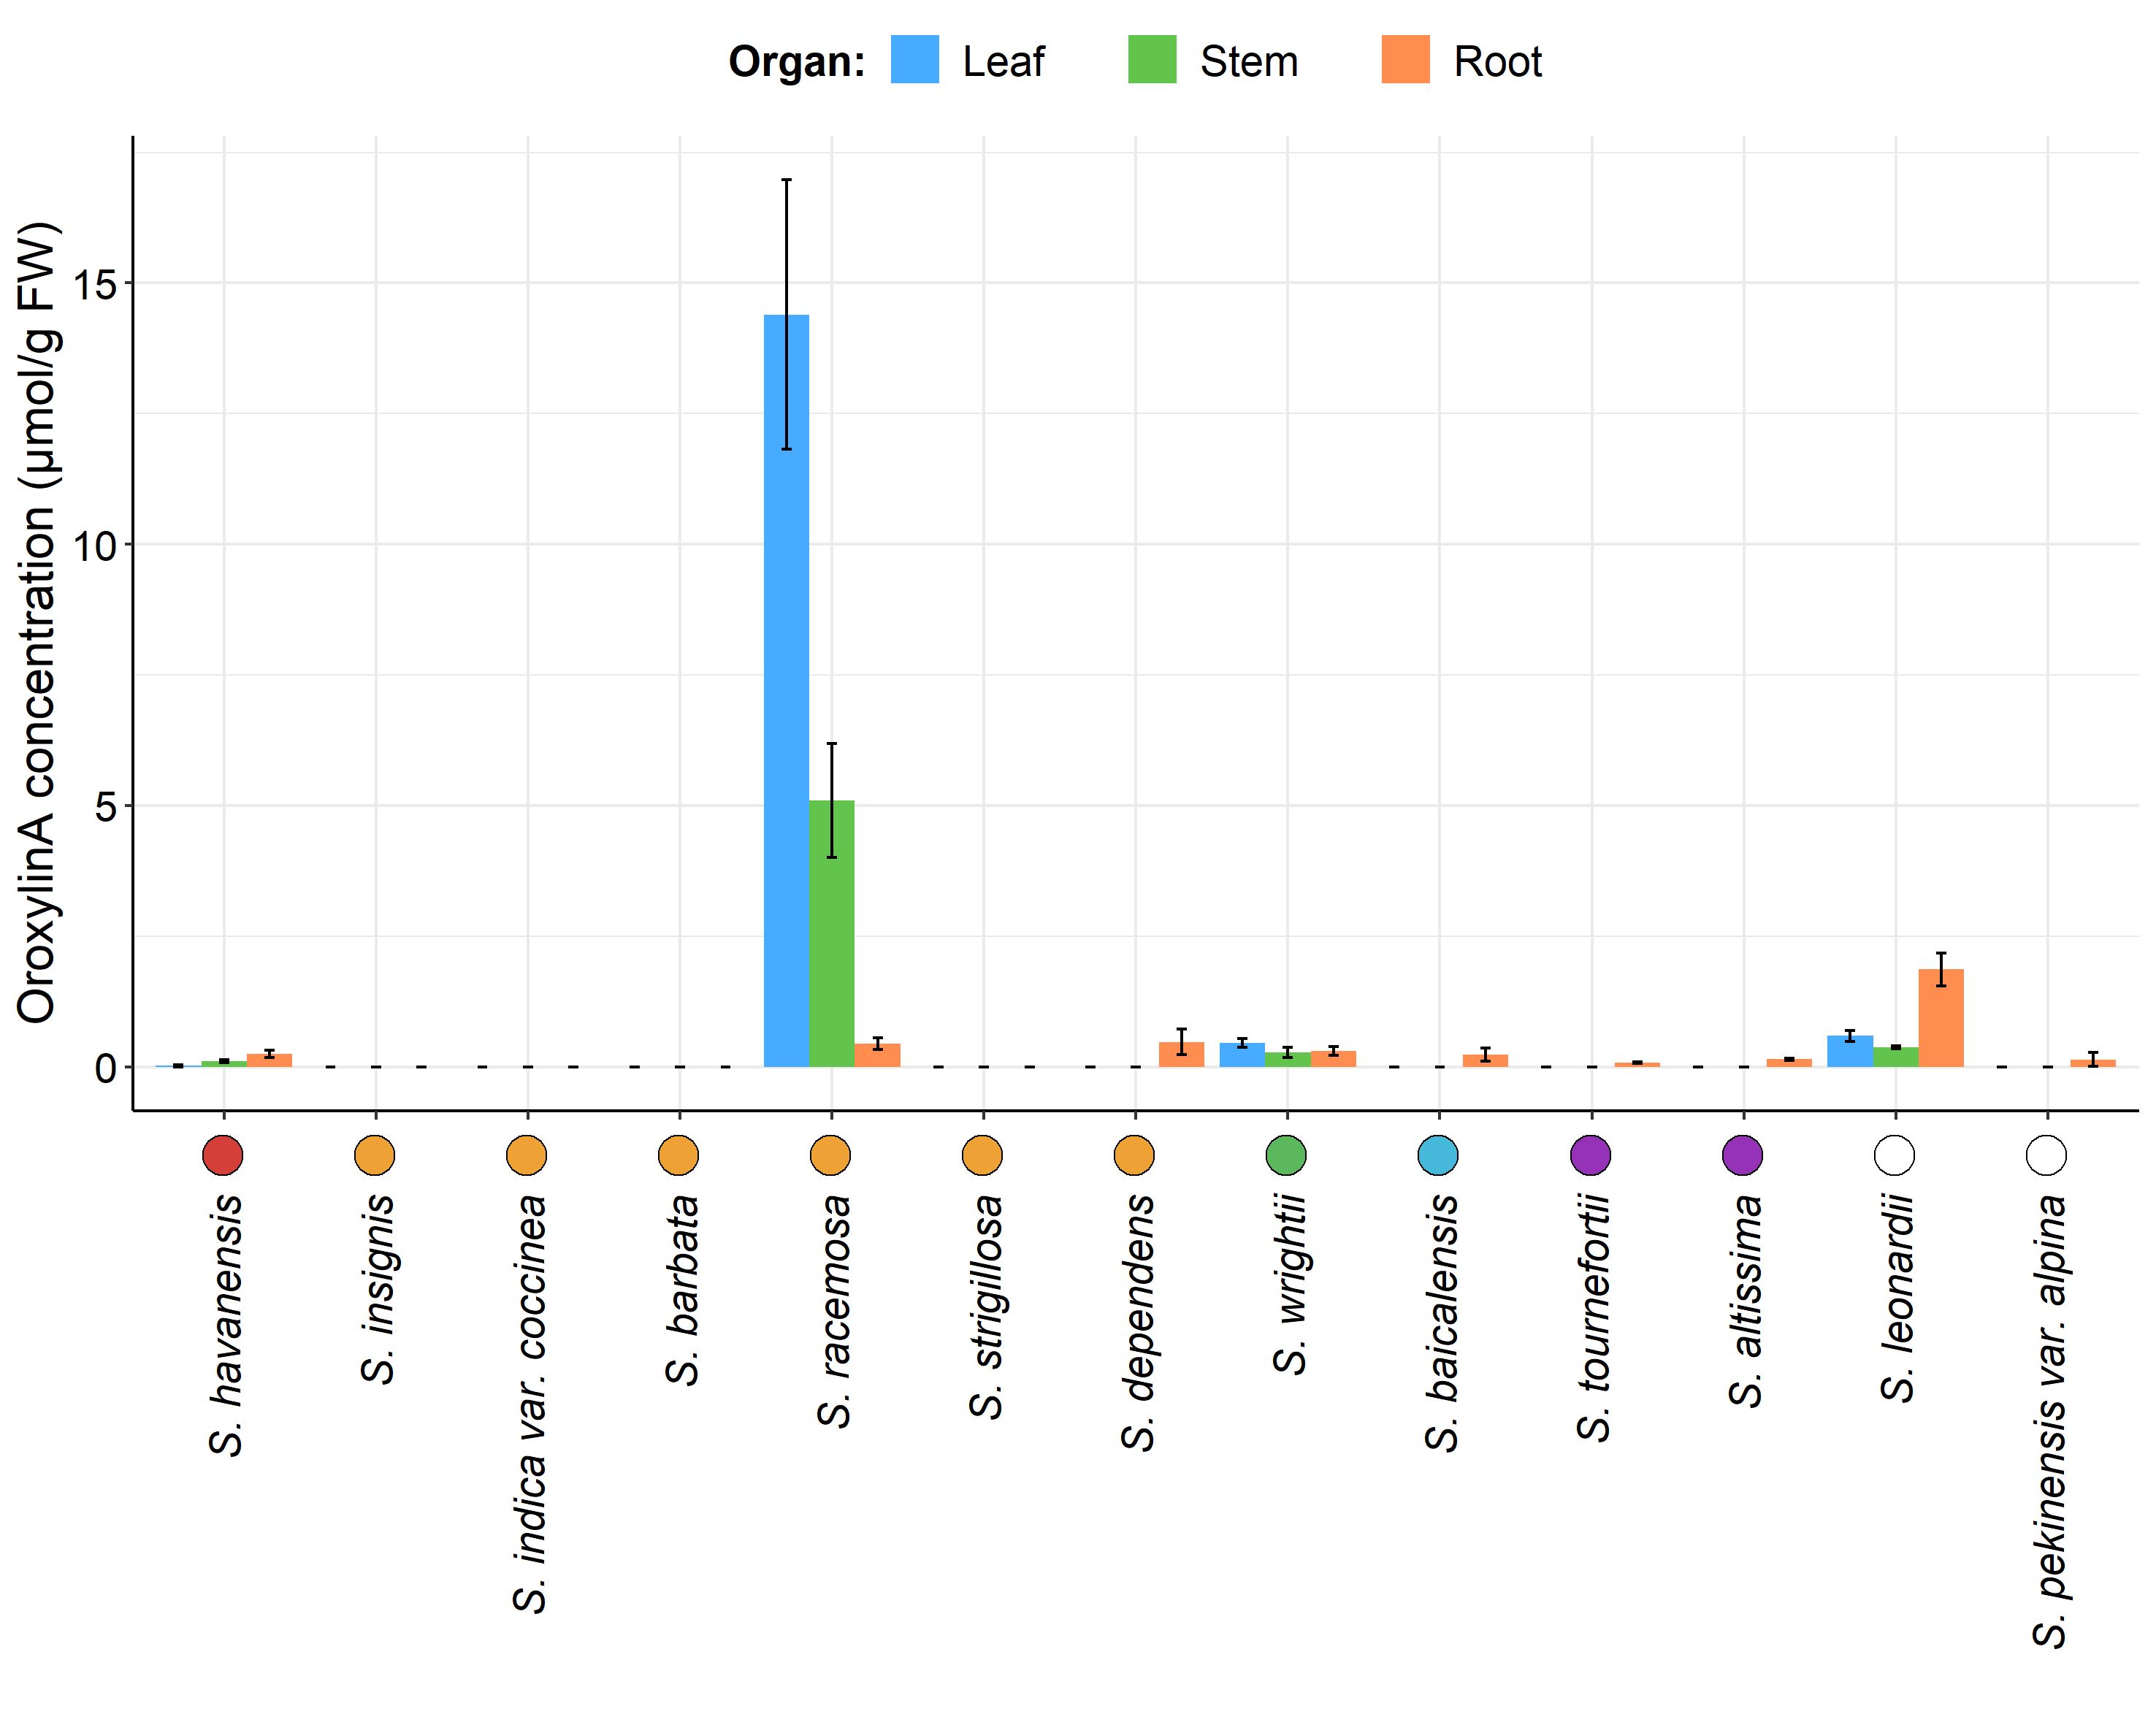 Organ: Leaf Stem Root
OroxylinA concentration (µmol/g FW)
15
10
5
0
S. havanensis
S. insignis
S. indica var. coccinea
S. barbata
S. racemosa
S. strigillosa
S. dependens
S. wrightii
S. baicalensis
S. tournefortii
S. altissima
S. leonardii
S. pekinensis var. alpina